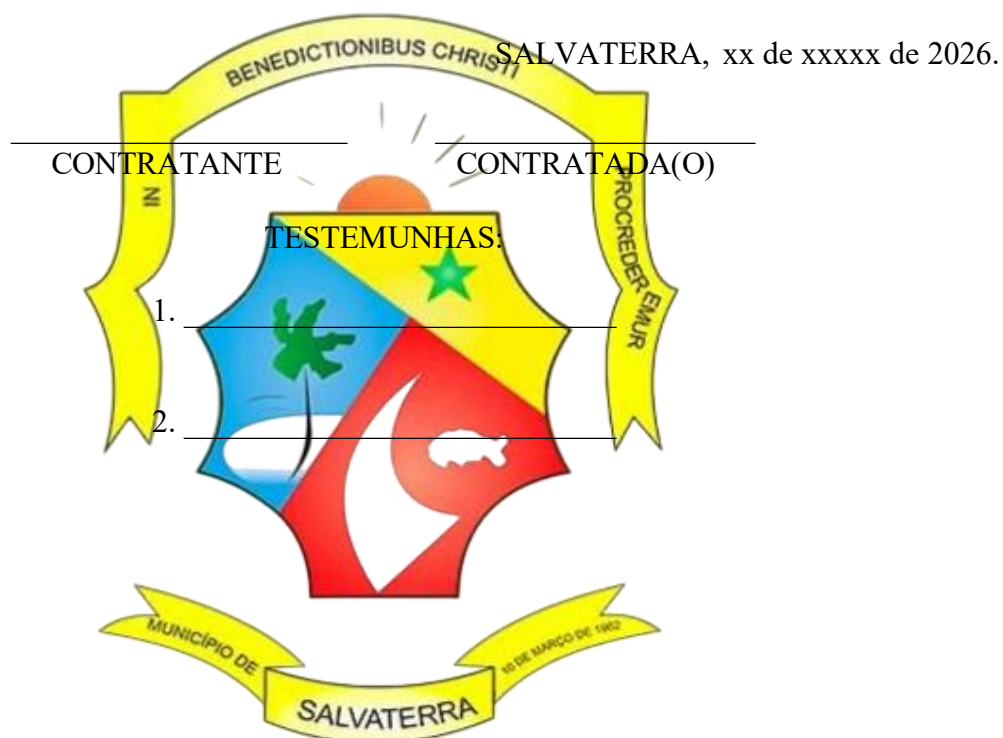 SALVATERRA, xx de xxxxx de 2026.
CONTRATANTE CONTRATADA(O)
TESTEMUNHAS:
1.
2.
IN BENEDICTIONIBUS CHRISTI PROCREDER EMUR
MUNICÍPIO DE SALVATERRA 10 DE MARÇO DE 1962